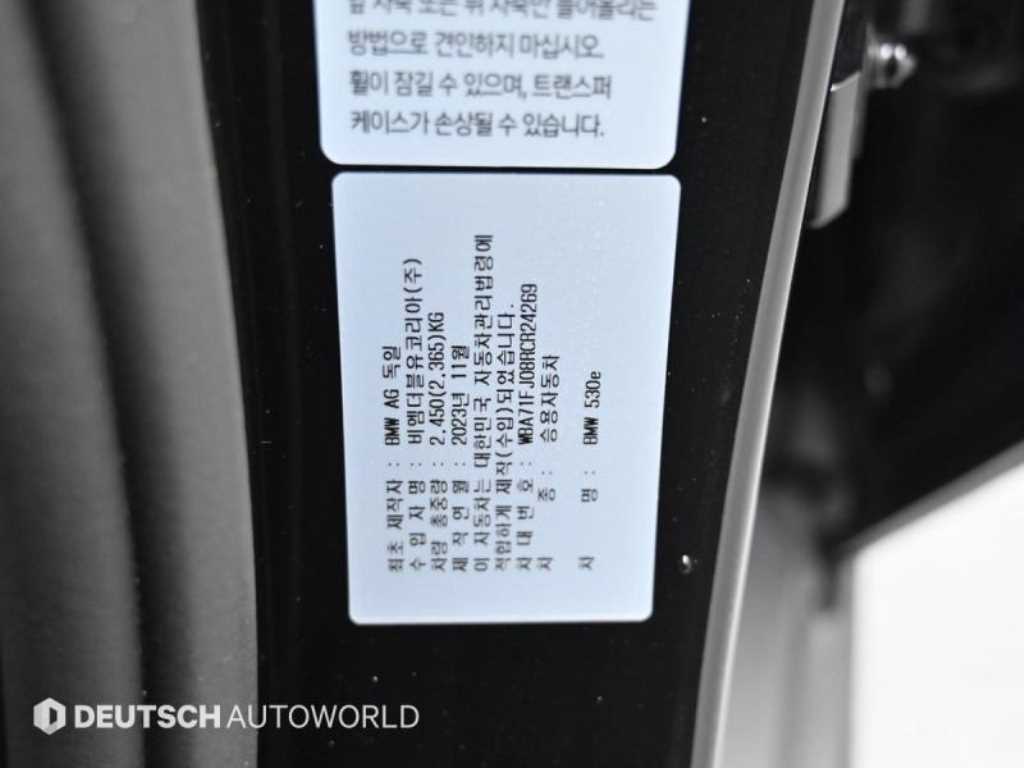 앞 차축 또는 뒤 차축만 들어올리는
방법으로 견인하지 마십시오.
휠이 잠길 수 있으며, 트랜스퍼
케이스가 손상될 수 있습니다.
최초 제작자 : BMW AG 독일
수 입 자 명 : 비엠더블유코리아(주)
차량 총중량 : 2.450(2.365)KG
제 작 연 월 : 2023년 11월
이 자동차는 대한민국 자동차관리법령에
적합하게 제작(수입)되었습니다.
차 대 번 호 : WBA71FJ08RCR24269
차 종 : 승용자동차
차 명 : BMW 530e
DEUTSCH AUTOWORLD